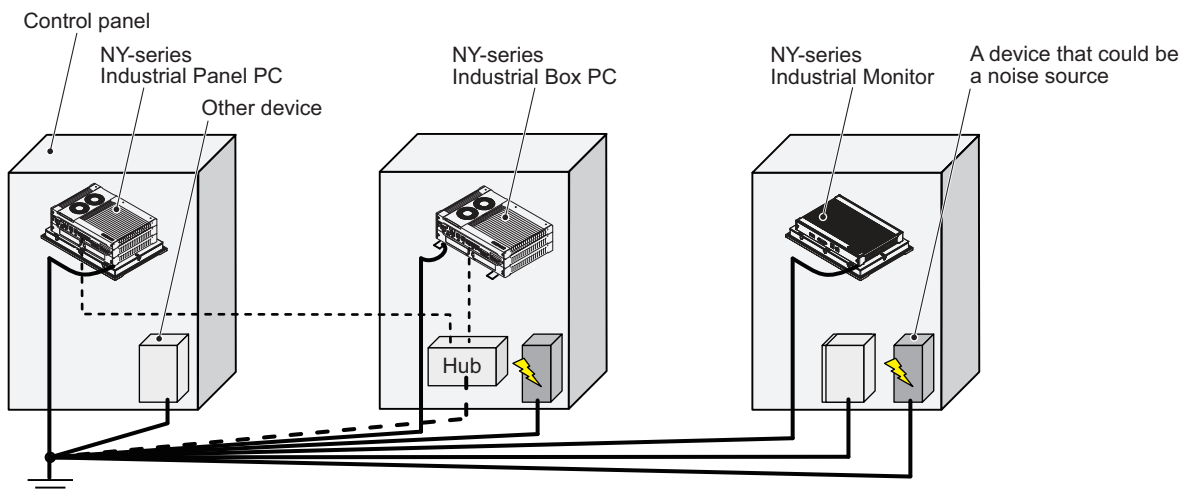 Control panel
NY-series
Industrial Panel PC
Other device
NY-series
Industrial Box PC
NY-series
Industrial Monitor
A device that could be
a noise source
Hub